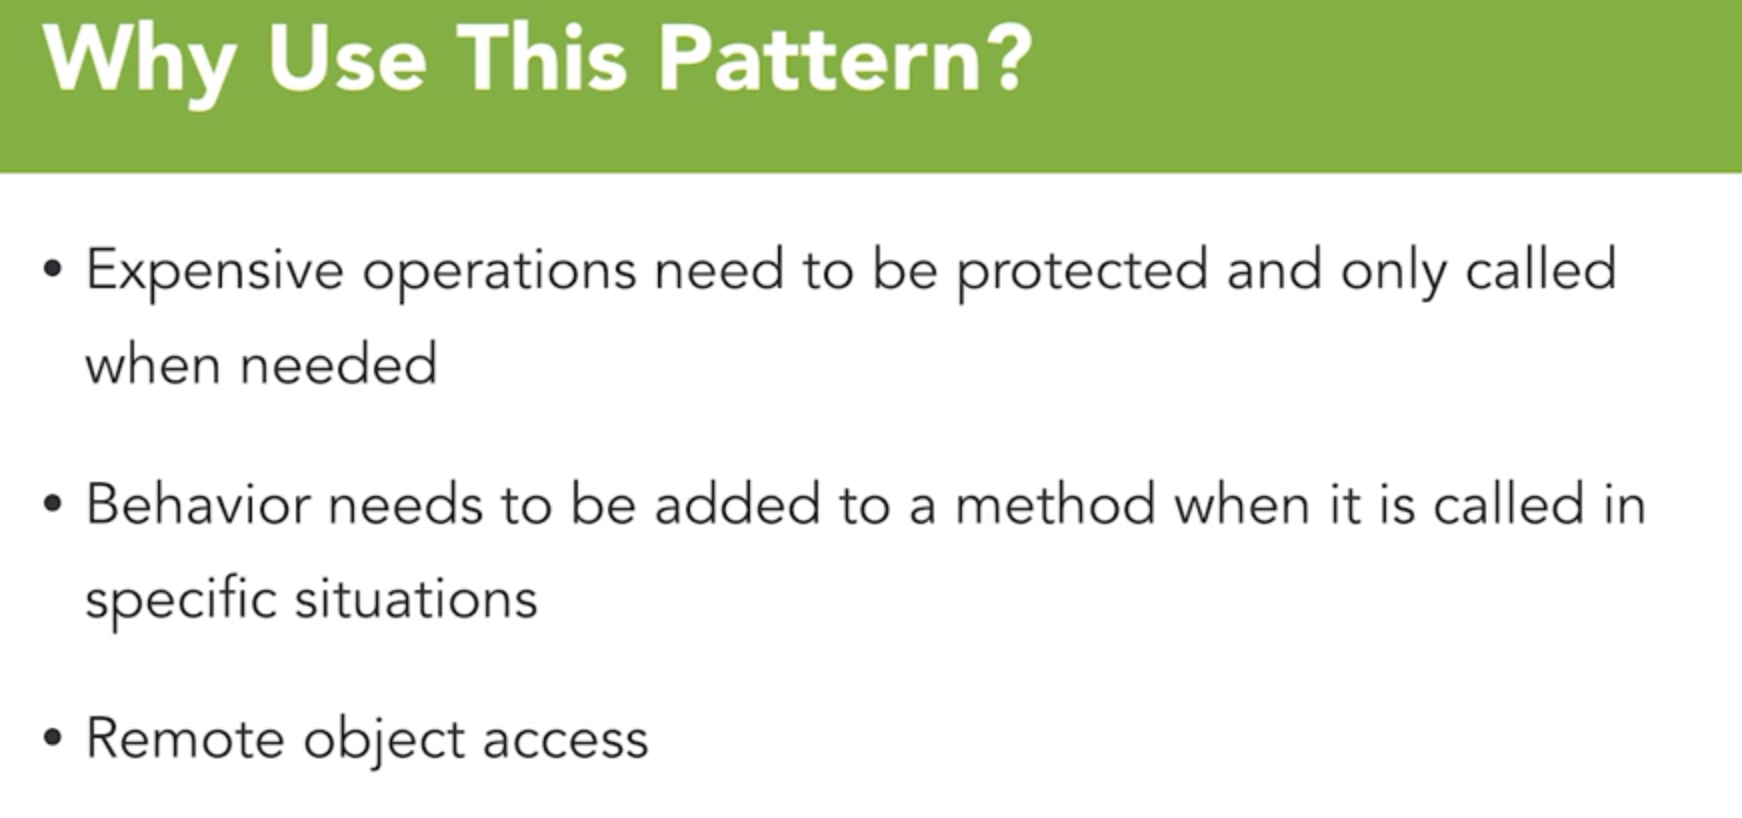 Why Use This Pattern?
• Expensive operations need to be protected and only called
when needed
• Behavior needs to be added to a method when it is called in
specific situations
• Remote object access